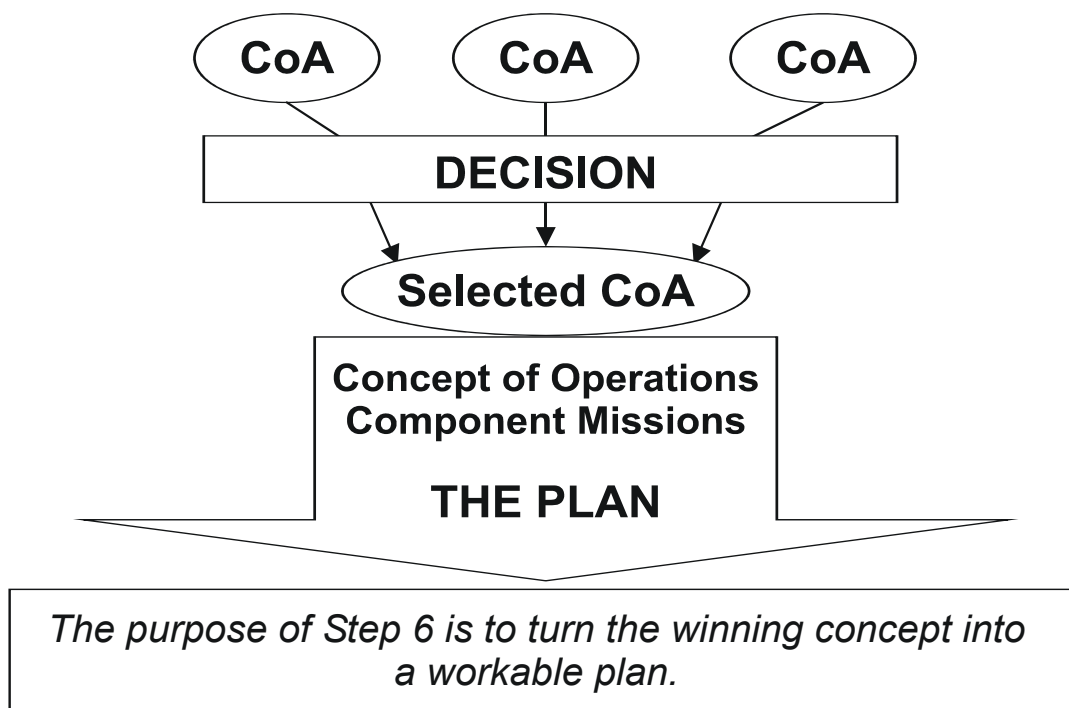 CoA
CoA
CoA
DECISION
Selected CoA
Concept of Operations
Component Missions
THE PLAN
The purpose of Step 6 is to turn the winning concept into
a workable plan.